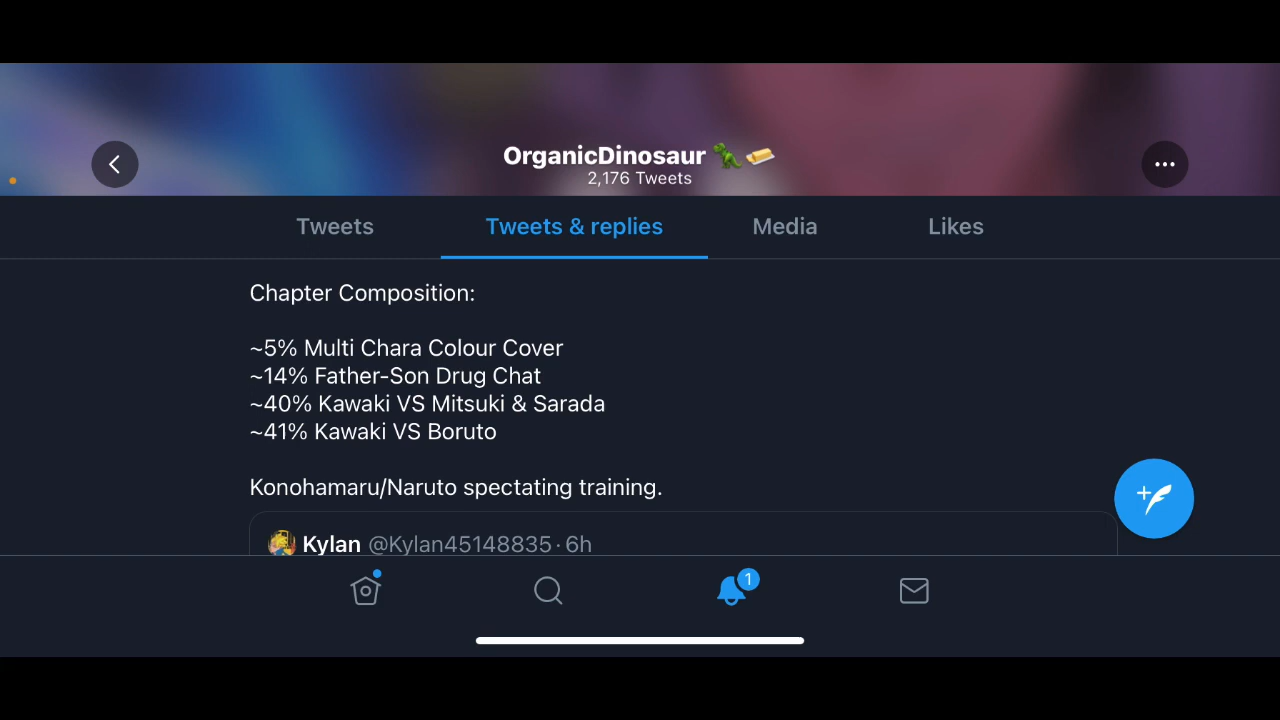 OrganicDinosaur 🦖🧈
2,176 Tweets
Tweets
Tweets & replies
Media
Likes
Chapter Composition:
~5% Multi Chara Colour Cover
~14% Father-Son Drug Chat
~40% Kawaki VS Mitsuki & Sarada
~41% Kawaki VS Boruto
Konohamaru/Naruto spectating training.
Kylan @Kylan45148835 · 6h
1